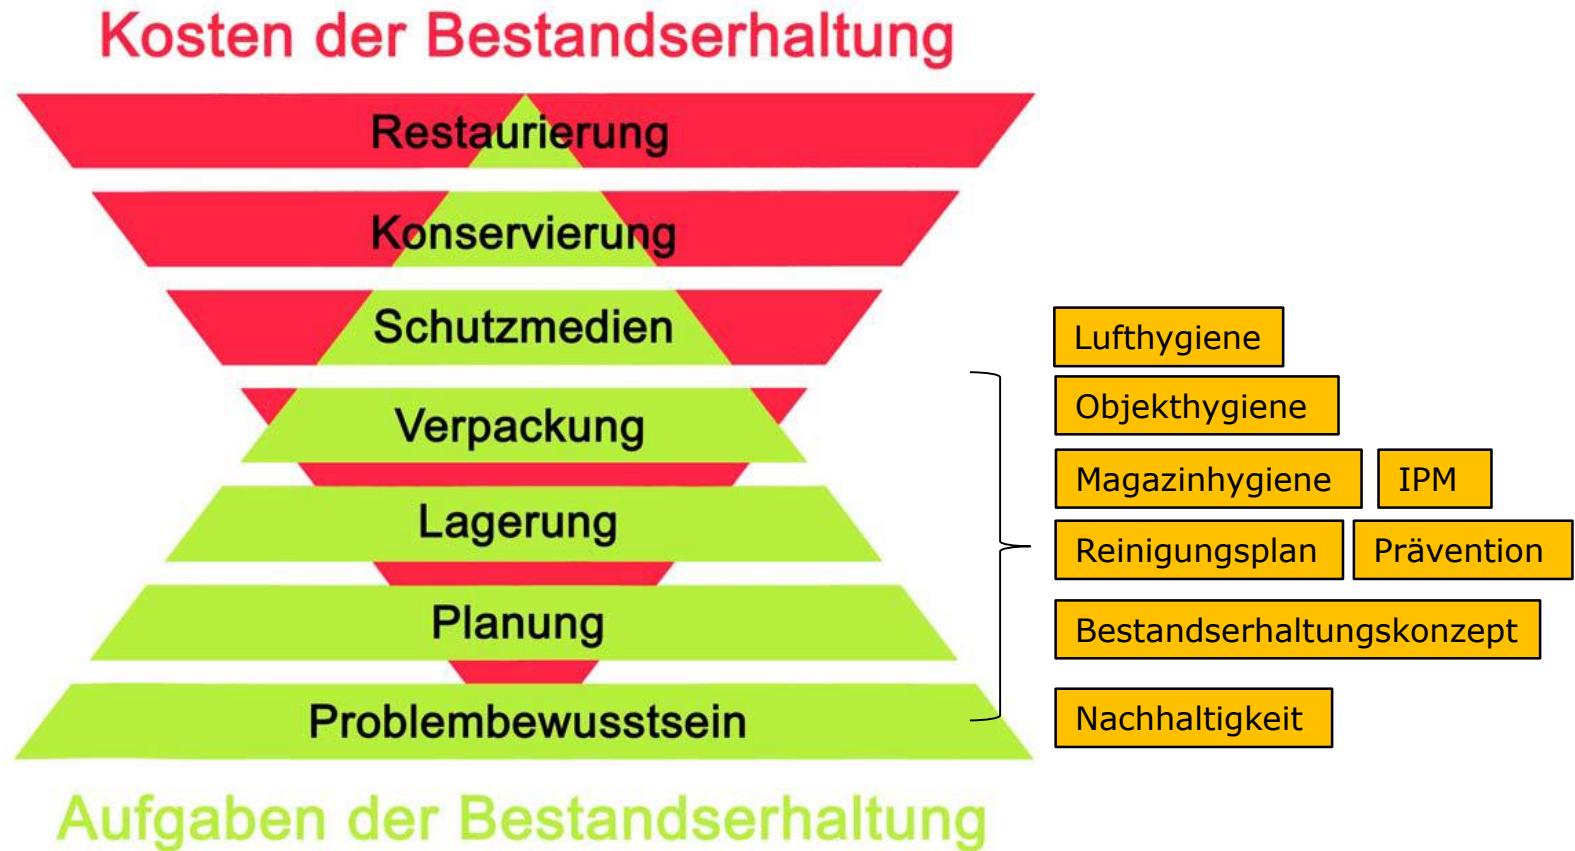 Kosten der Bestandserhaltung
Restaurierung
Konservierung
Schutzmedien
Verpackung
Lagerung
Planung
Problembewusstsein
Aufgaben der Bestandserhaltung
Lufthygiene
Objekthygiene
Magazinhygiene IPM
Reinigungsplan Prävention
Bestandserhaltungskonzept
Nachhaltigkeit